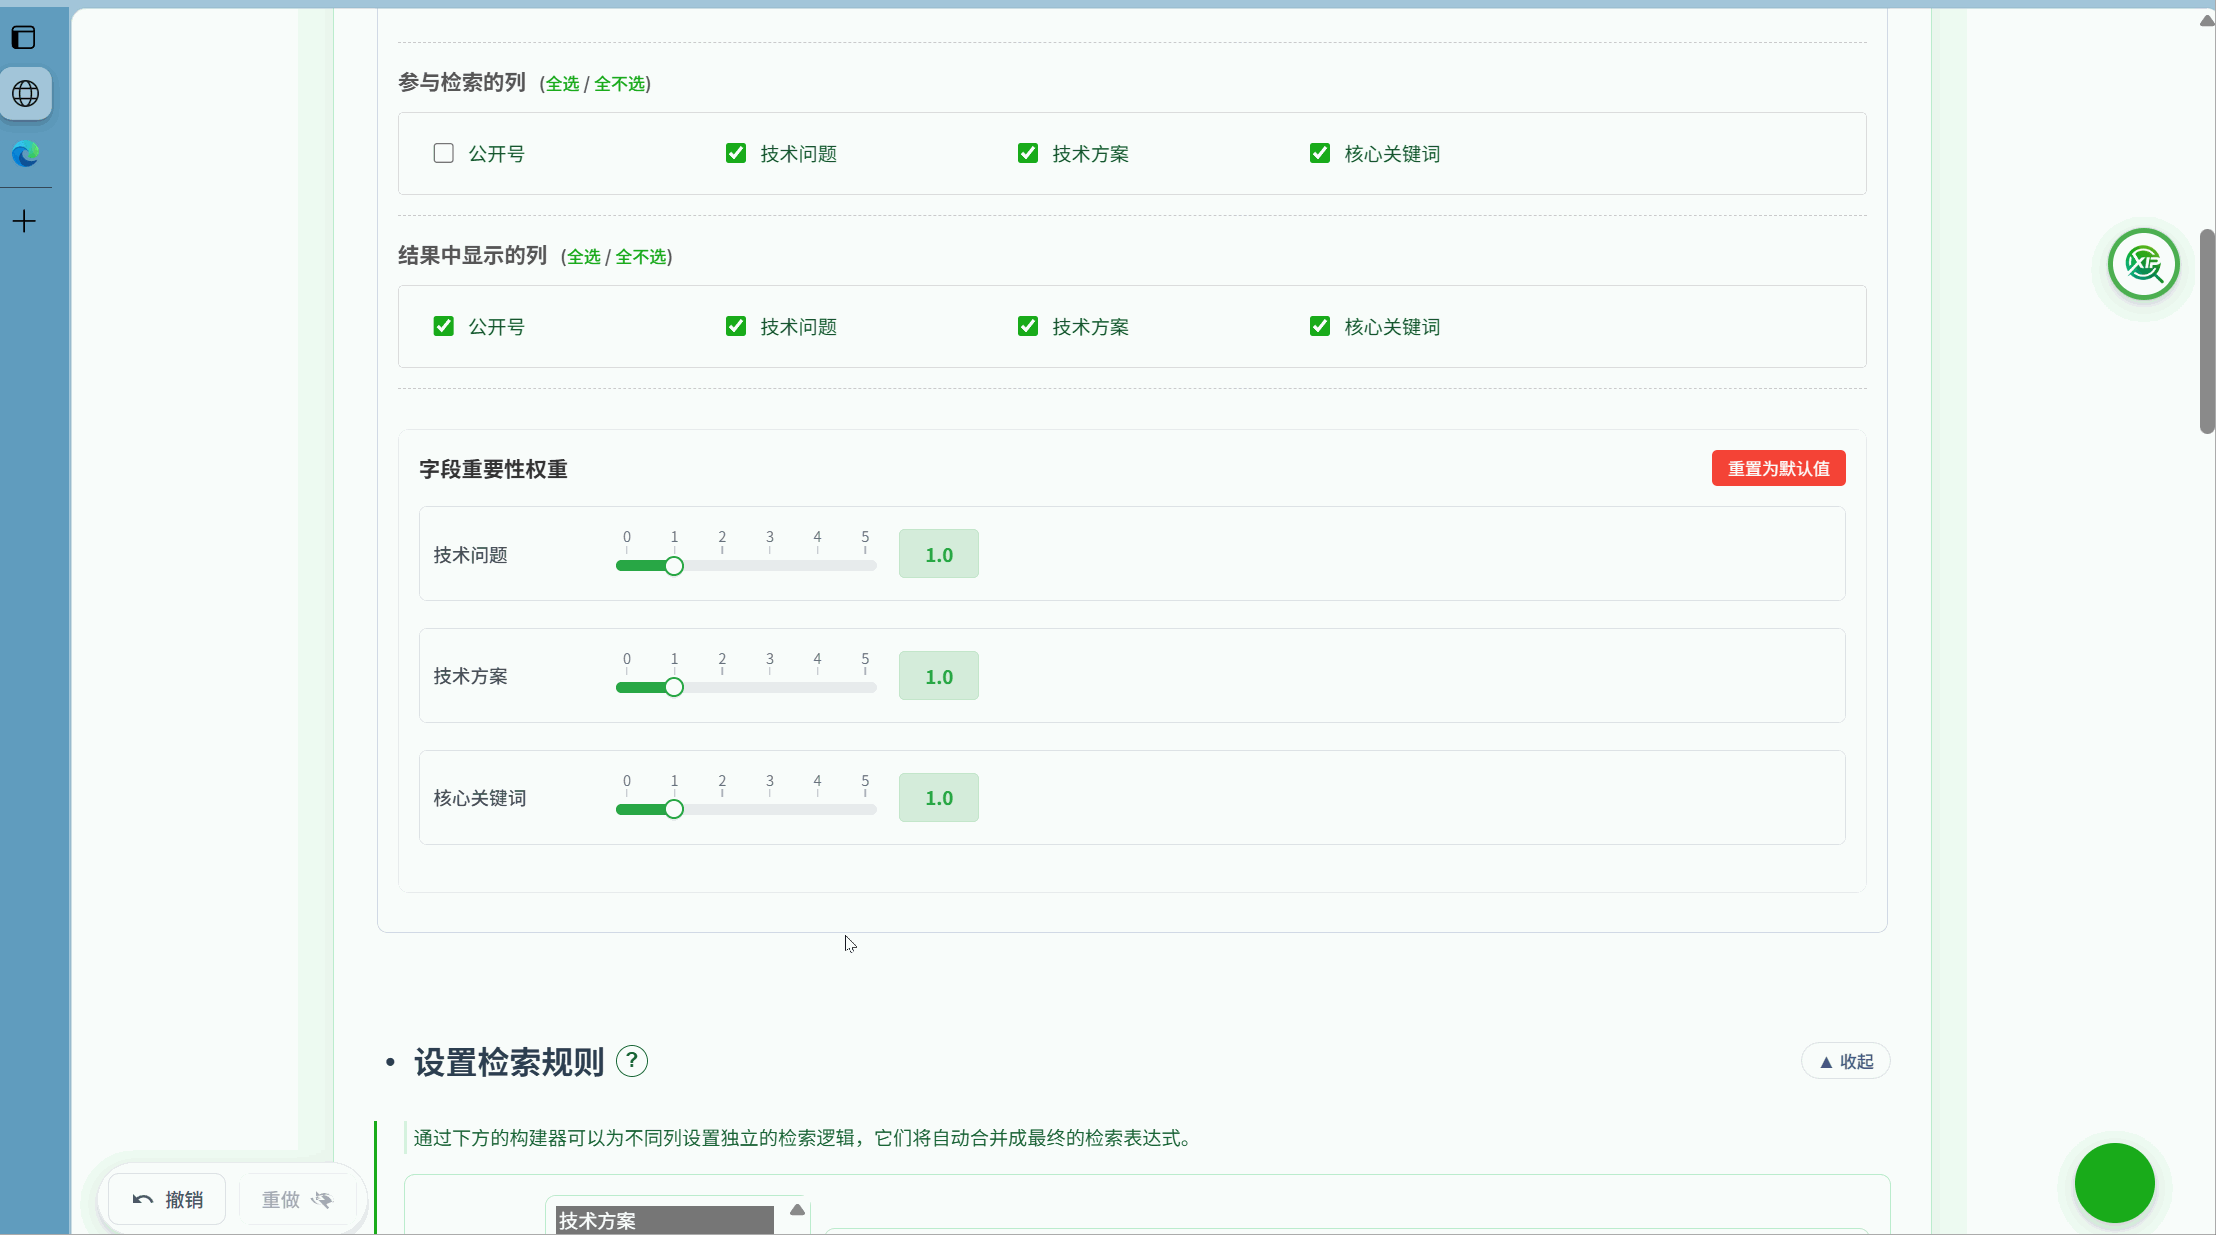 参与检索的列 (全选 / 全不选)
公开号 技术问题 技术方案 核心关键词
结果中显示的列 (全选 / 全不选)
公开号 技术问题 技术方案 核心关键词
XIP
字段重要性权重 重置为默认值
0 1 2 3 4 5
技术问题 1.0
0 1 2 3 4 5
技术方案 1.0
0 1 2 3 4 5
核心关键词 1.0
• 设置检索规则 ? ▲ 收起
通过下方的构建器可以为不同列设置独立的检索逻辑，它们将自动合并成最终的检索表达式。
撤销 重做
技术方案